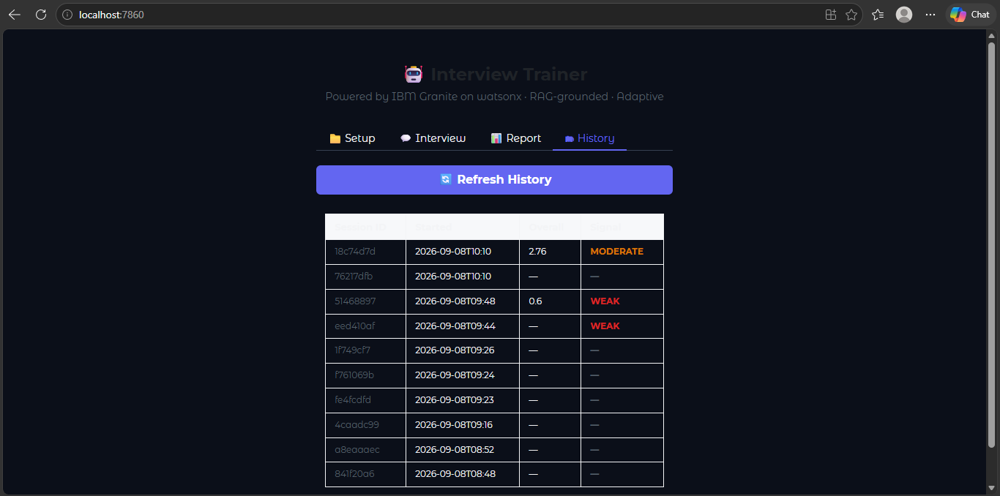 localhost:7860
Chat
Interview Trainer
Powered by IBM Granite on watsonx · RAG-grounded · Adaptive
Setup Interview Report History
Refresh History
Session ID Started Overall Signal
18c74d7d 2026-09-08T10:10 2.76 MODERATE
76217dfb 2026-09-08T10:10 — —
51468897 2026-09-08T09:48 0.6 WEAK
eed410af 2026-09-08T09:44 — WEAK
1f749cf7 2026-09-08T09:26 — —
f761069b 2026-09-08T09:24 — —
fe4fcdfd 2026-09-08T09:23 — —
4caadc99 2026-09-08T09:16 — —
a8eaaaec 2026-09-08T08:52 — —
841f20a6 2026-09-08T08:48 — —